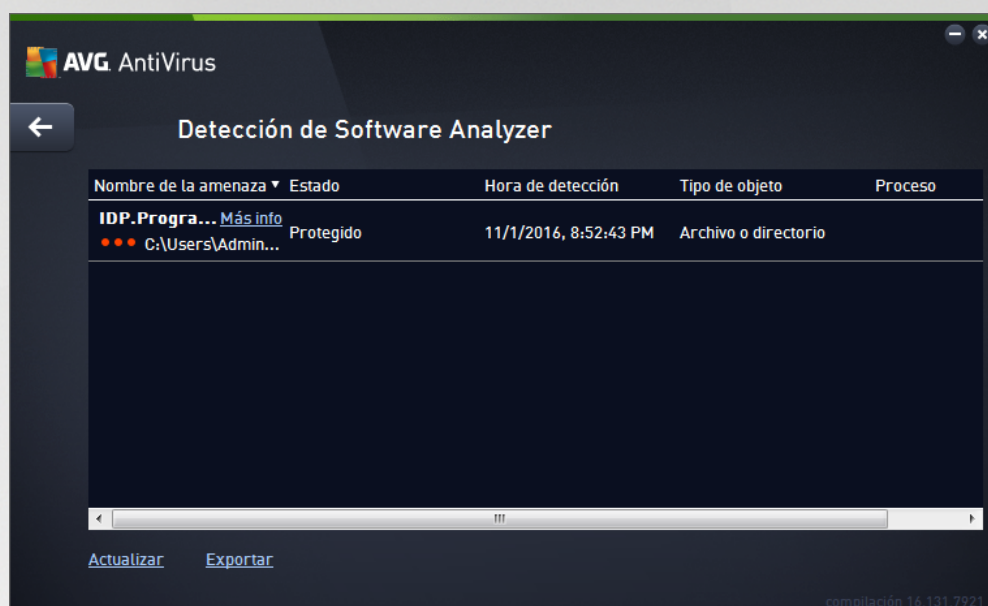 AVG. AntiVirus
Detección de Software Analyzer
Nombre de la amenaza Estado Hora de detección Tipo de objeto Proceso
IDP.Progra... Más info
Protegido 11/1/2016, 8:52:43 PM Archivo o directorio
C:\Users\Admin...
Actualizar Exportar
compilación 16.131.7921